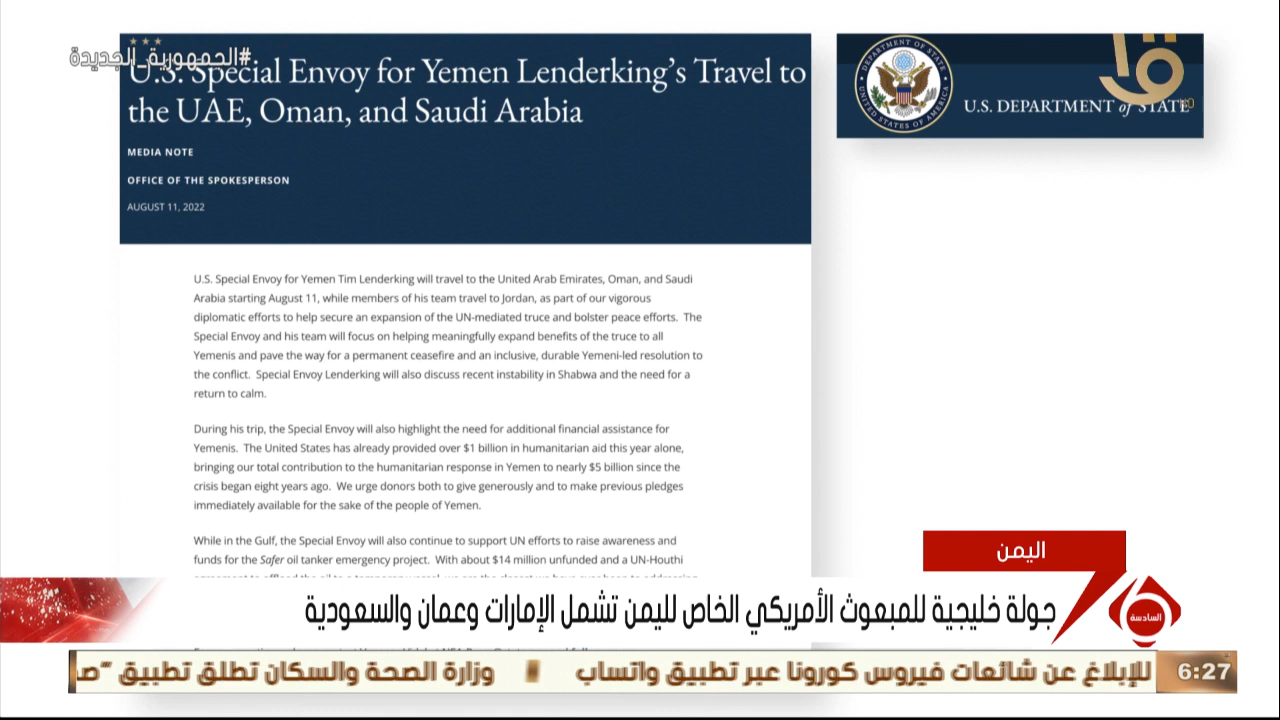 #الجمهورية_الجديدة
U.S. Special Envoy for Yemen Lenderking’s Travel to
the UAE, Oman, and Saudi Arabia
MEDIA NOTE
OFFICE OF THE SPOKESPERSON
AUGUST 11, 2022
DEPARTMENT OF STATE
UNITED STATES OF AMERICA
U.S. DEPARTMENT of STATE
U.S. Special Envoy for Yemen Tim Lenderking will travel to the United Arab Emirates, Oman, and Saudi
Arabia starting August 11, while members of his team travel to Jordan, as part of our vigorous
diplomatic efforts to help secure an expansion of the UN-mediated truce and bolster peace efforts. The
Special Envoy and his team will focus on helping meaningfully expand benefits of the truce to all
Yemenis and pave the way for a permanent ceasefire and an inclusive, durable Yemeni-led resolution to
the conflict. Special Envoy Lenderking will also discuss recent instability in Shabwa and the need for a
return to calm.
During his trip, the Special Envoy will also highlight the need for additional financial assistance for
Yemenis. The United States has already provided over $1 billion in humanitarian aid this year alone,
bringing our total contribution to the humanitarian response in Yemen to nearly $5 billion since the
crisis began eight years ago. We urge donors both to give generously and to make previous pledges
immediately available for the sake of the people of Yemen.
While in the Gulf, the Special Envoy will also continue to support UN efforts to raise awareness and
funds for the Safer oil tanker emergency project. With about $14 million unfunded and a UN-Houthi
اليمن
السادسة
جولة خليجية للمبعوث الأمريكي الخاص لليمن تشمل الإمارات وعمان والسعودية
6:27
للإبلاغ عن شائعات فيروس كورونا عبر تطبيق واتساب وزارة الصحة والسكان تطلق تطبيق “ص